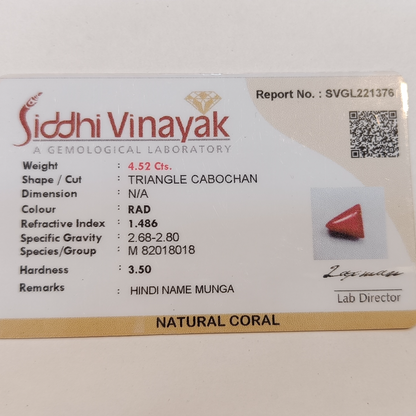 Report No. : SVGL221376
Siddhi Vinayak
A GEMOLOGICAL LABORATORY
Weight : 4.52 Cts.
Shape / Cut : TRIANGLE CABOCHAN
Dimension : N/A
Colour : RAD
Refractive Index : 1.486
Specific Gravity : 2.68-2.80
Species/Group : M 82018018
Hardness : 3.50
Remarks : HINDI NAME MUNGA
Laxman
Lab Director
NATURAL CORAL